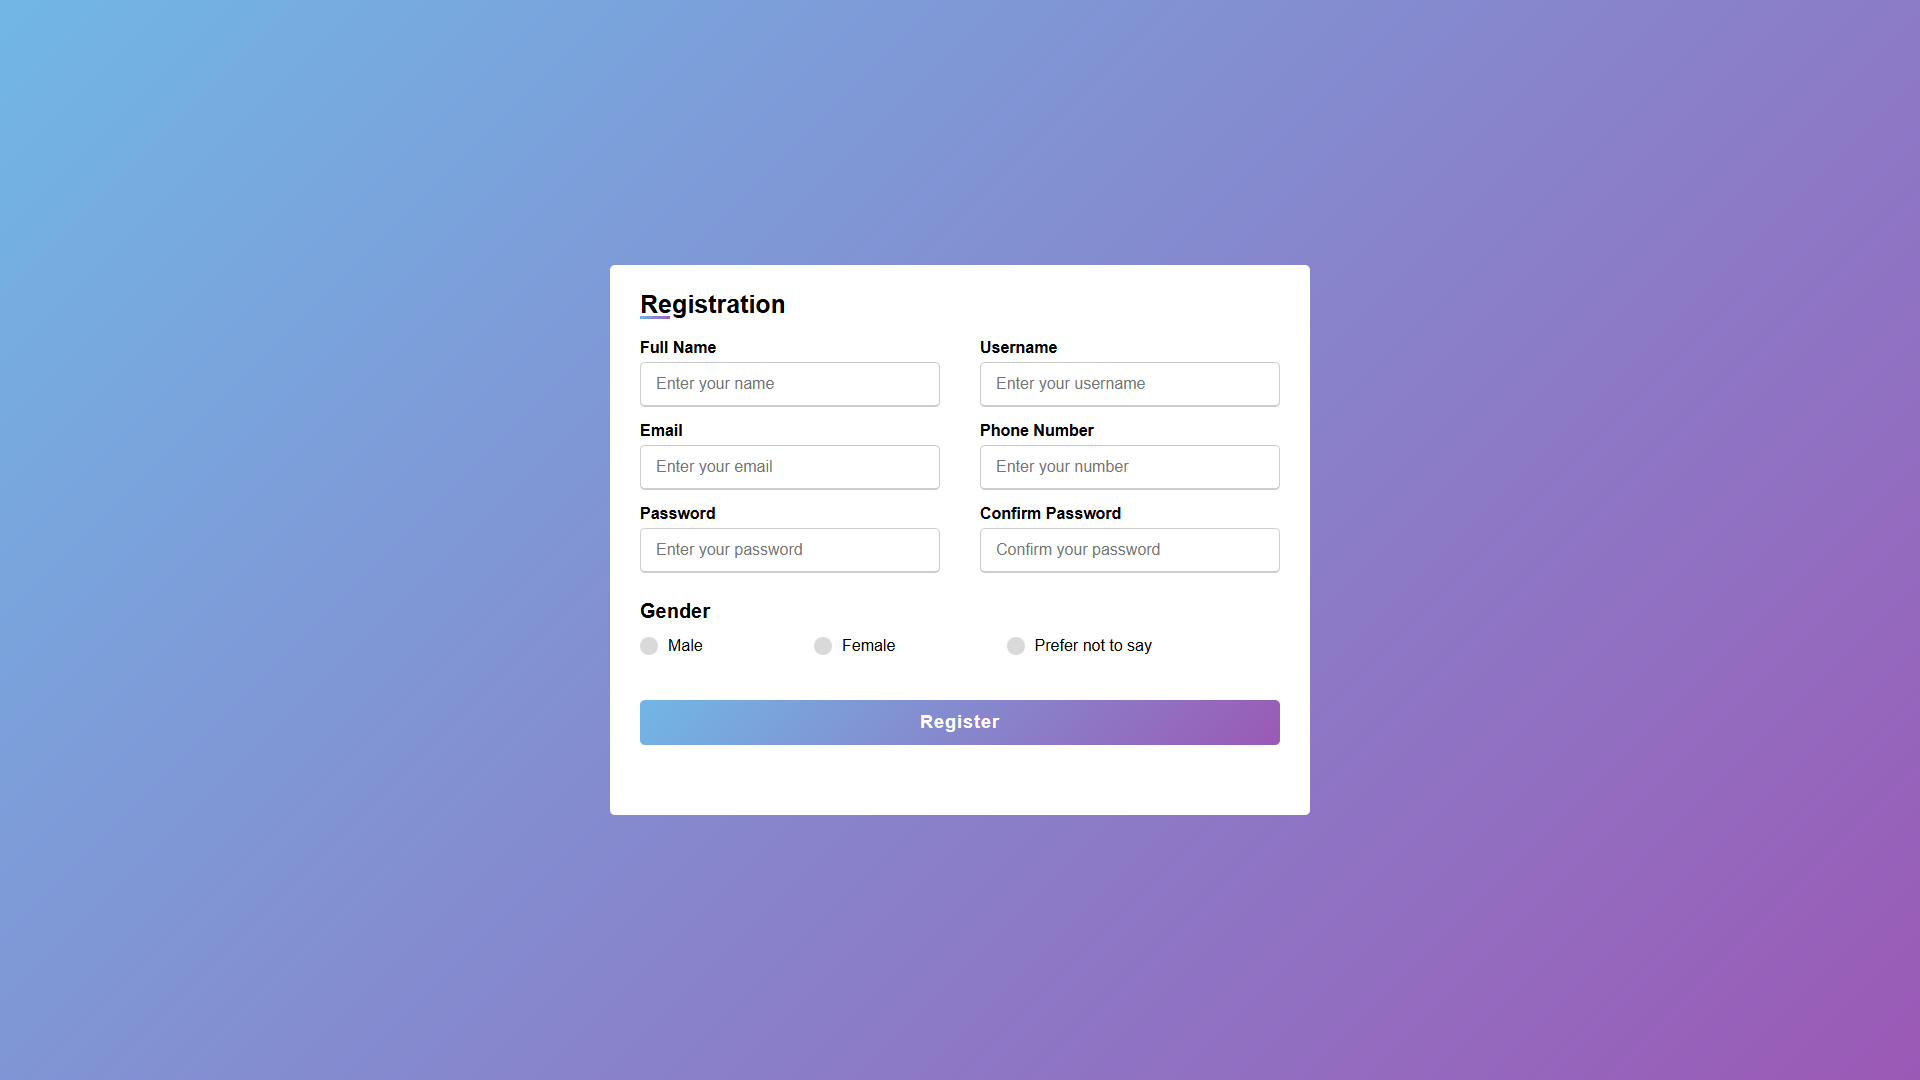 Registration
Full Name
Username
Enter your name
Enter your username
Email
Phone Number
Enter your email
Enter your number
Password
Confirm Password
Enter your password
Confirm your password
Gender
Male
Female
Prefer not to say
Register